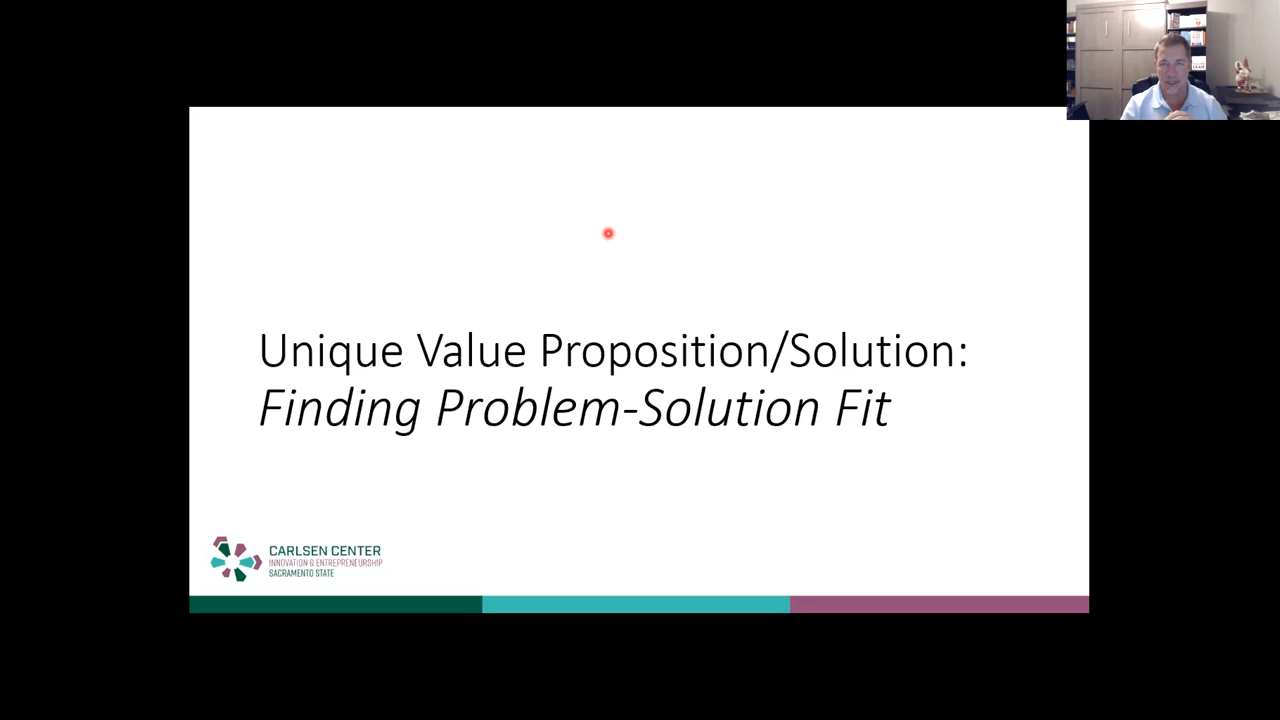 Unique Value Proposition/Solution:
Finding Problem-Solution Fit
CARLSEN CENTER
INNOVATION & ENTREPRENEURSHIP
SACRAMENTO STATE